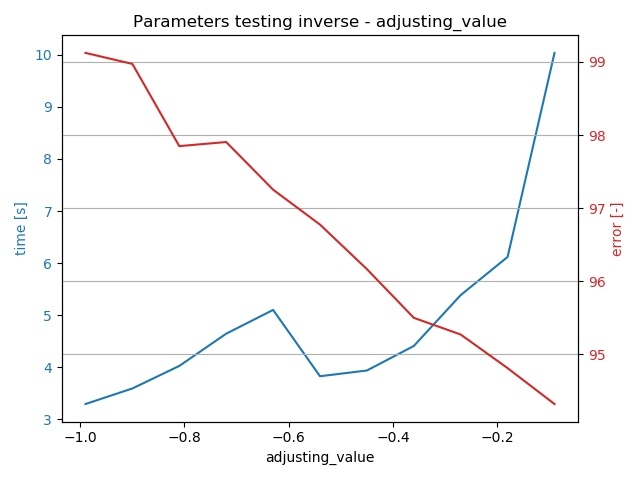 Parameters testing inverse - adjusting_value
time [s]
10
9
8
7
6
5
4
3
99
98
97
96
95
error [-]
−1.0 −0.8 −0.6 −0.4 −0.2
adjusting_value